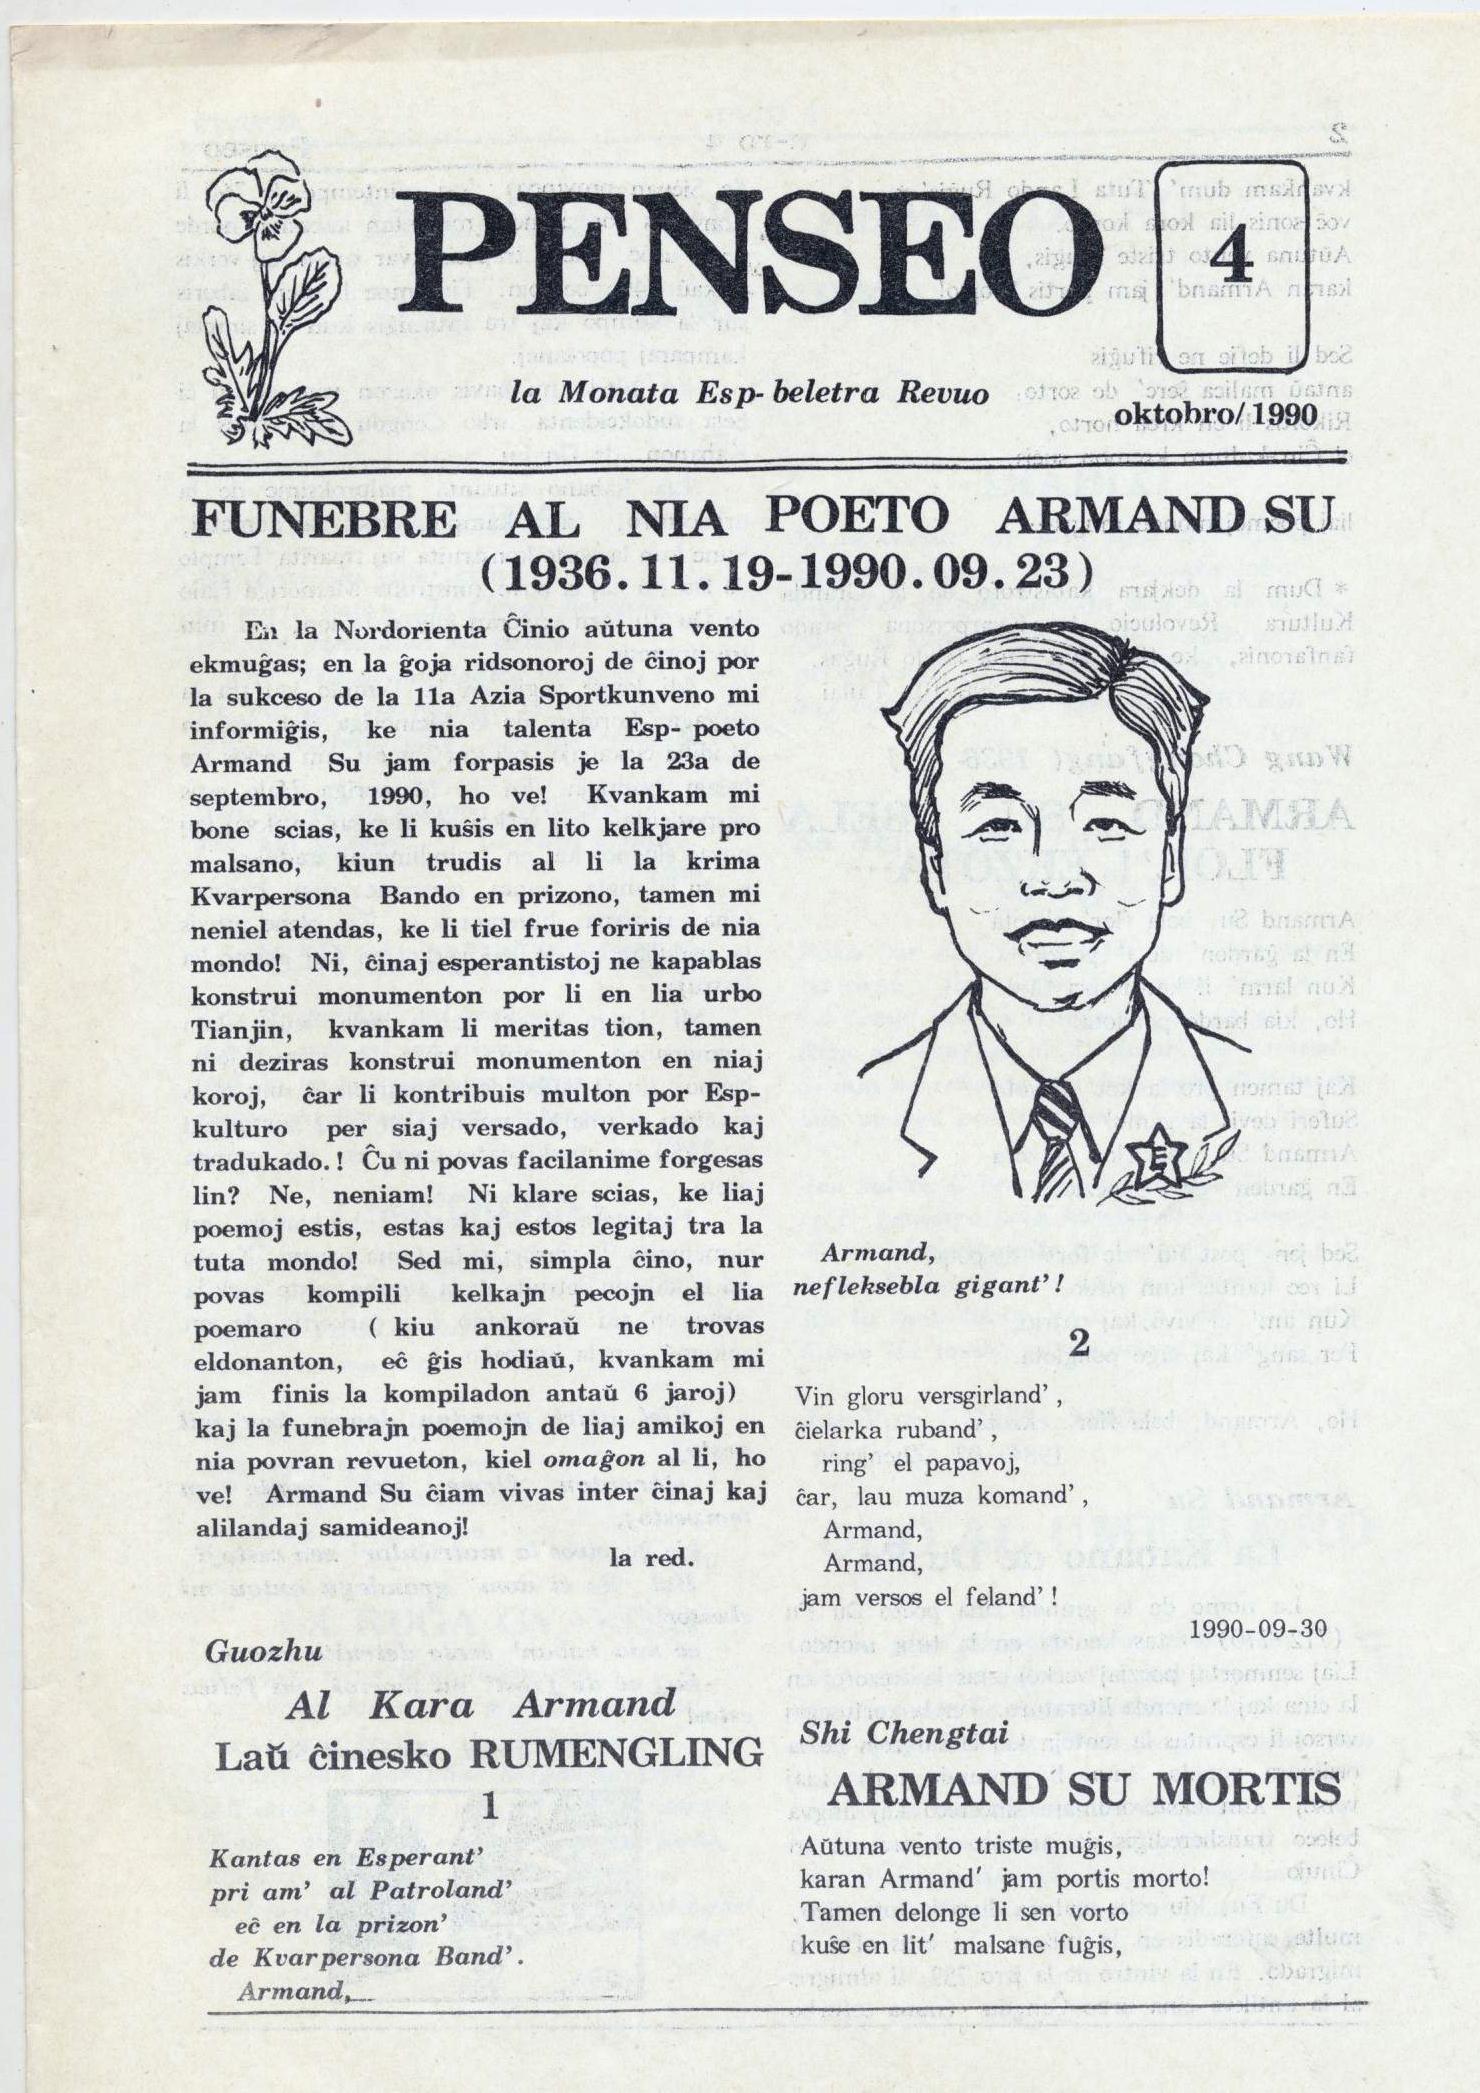 PENSEO
4
la Monata Esp-beletra Revuo
oktobro/1990
FUNEBRE AL NIA POETO ARMAND SU
(1936.11.19-1990.09.23)
En la Nordorienta Ĉinio aŭtuna vento
ekmuĝas; en la ĝoja ridsonoroj de ĉinoj por
la sukceso de la 11a Azia Sportkunveno mi
informiĝis, ke nia talenta Esp-poeto
Armand Su jam forpasis je la 23a de
septembro, 1990, ho ve! Kvankam mi
bone scias, ke li kuŝis en lito kelkjare pro
malsano, kiun trudis al li la krima
Kvarpersona Bando en prizono, tamen mi
neniel atendas, ke li tiel frue foriris de nia
mondo! Ni, ĉinaj esperantistoj ne kapablas
konstrui monumenton por li en lia urbo
Tianjin, kvankam li meritas tion, tamen
ni deziras konstrui monumenton en niaj
koroj, ĉar li kontribuis multon por Esp-
kulturo per siaj versado, verkado kaj
tradukado.! Ĉu ni povas facilanime forgesas
lin? Ne, neniam! Ni klare scias, ke liaj
poemoj estis, estas kaj estos legitaj tra la
tuta mondo! Sed mi, simpla ĉino, nur
povas kompili kelkajn pecojn el lia
poemaro ( kiu ankoraŭ ne trovas
eldonanton, eĉ ĝis hodiaŭ, kvankam mi
jam finis la kompiladon antaŭ 6 jaroj)
kaj la funebrajn poemojn de liaj amikoj en
nia povran revueton, kiel omaĝon al li, ho
ve! Armand Su ĉiam vivas inter ĉinaj kaj
alilandaj samideanoj!
la red.
Guozhu
Al Kara Armand
Laŭ ĉinesko RUMENGLING
1
Kantas en Esperant'
pri am' al Patroland'
eĉ en la prizon'
de Kvarpersona Band'.
Armand,
Armand,
nefleksebla gigant'!
2
Vin gloru versgirland',
ĉielarka ruband',
ring' el papavoj,
ĉar, lau muza komand',
Armand,
Armand,
jam versos el feland'!
1990-09-30
Shi Chengtai
ARMAND SU MORTIS
Aŭtuna vento triste muĝis,
karan Armand' jam portis morto!
Tamen delonge li sen vorto
kuŝe en lit' malsane fuĝis,